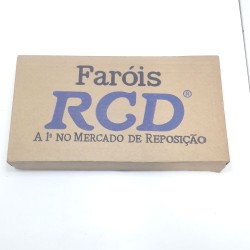 Faróis
RCD®
A 1ª NO MERCADO DE REPOSIÇÃO